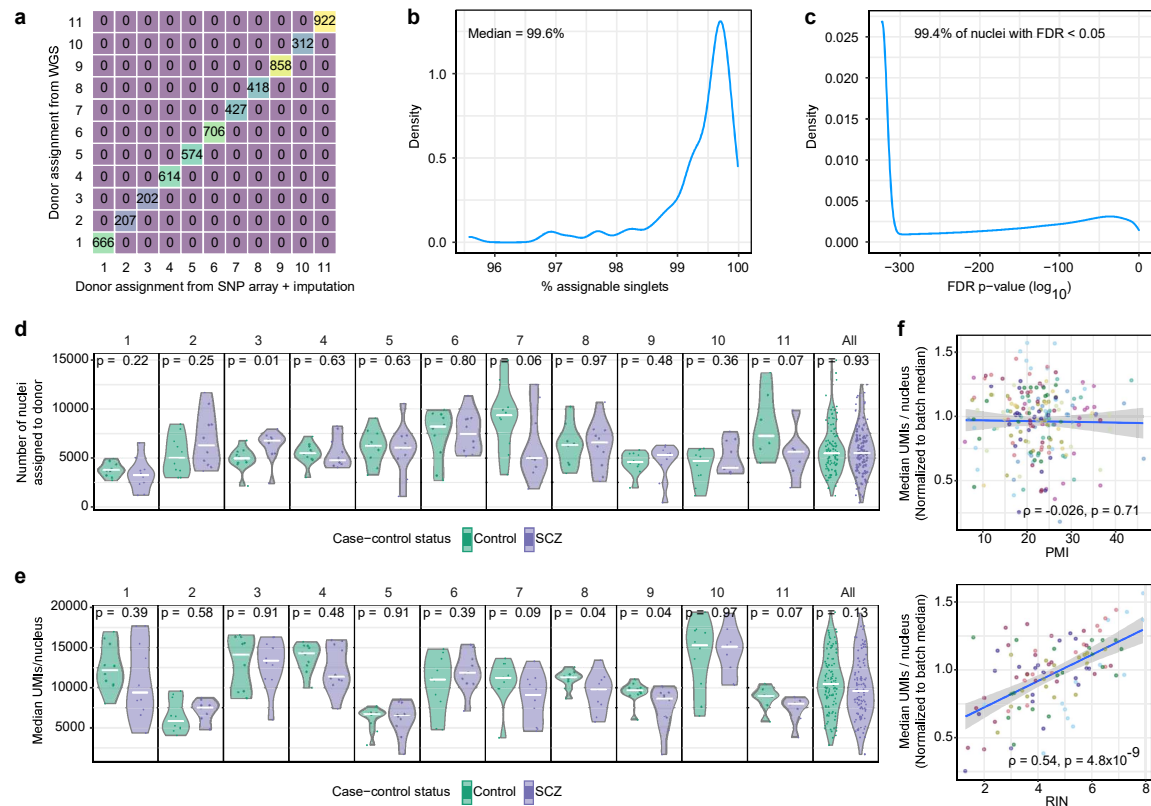 a
11 0 0 0 0 0 0 0 0 0 0 922
10 0 0 0 0 0 0 0 0 0 312 0
9 0 0 0 0 0 0 0 0 858 0 0
8 0 0 0 0 0 0 0 418 0 0 0
7 0 0 0 0 0 0 427 0 0 0 0
6 0 0 0 0 0 706 0 0 0 0 0
5 0 0 0 0 574 0 0 0 0 0 0
4 0 0 0 614 0 0 0 0 0 0 0
3 0 0 202 0 0 0 0 0 0 0 0
2 0 207 0 0 0 0 0 0 0 0 0
1 666 0 0 0 0 0 0 0 0 0 0
1 2 3 4 5 6 7 8 9 10 11
Donor assignment from WGS
Donor assignment from SNP array + imputation
b
Median = 99.6%
Density
1.0
0.5
0.0
96 97 98 99 100
% assignable singlets
c
99.4% of nuclei with FDR < 0.05
Density
0.025
0.020
0.015
0.010
0.005
0.000
−300 −200 −100 0
FDR p-value (log10)
d
1 2 3 4 5 6 7 8 9 10 11 All
p = 0.22 p = 0.25 p = 0.01 p = 0.63 p = 0.63 p = 0.80 p = 0.06 p = 0.97 p = 0.48 p = 0.36 p = 0.07 p = 0.93
Number of nuclei
assigned to donor
15000
10000
5000
0
Case−control status Control SCZ
e
1 2 3 4 5 6 7 8 9 10 11 All
p = 0.39 p = 0.58 p = 0.91 p = 0.48 p = 0.91 p = 0.39 p = 0.09 p = 0.04 p = 0.04 p = 0.97 p = 0.07 p = 0.13
Median UMIs/nucleus
20000
15000
10000
5000
Case−control status Control SCZ
f
Median UMIs / nucleus
(Normalized to batch median)
1.5
1.0
0.5
ρ = -0.026, p = 0.71
10 20 30 40
PMI
Median UMIs / nucleus
(Normalized to batch median)
1.5
1.0
0.5
ρ = 0.54, p = 4.8x10-9
2 4 6 8
RIN